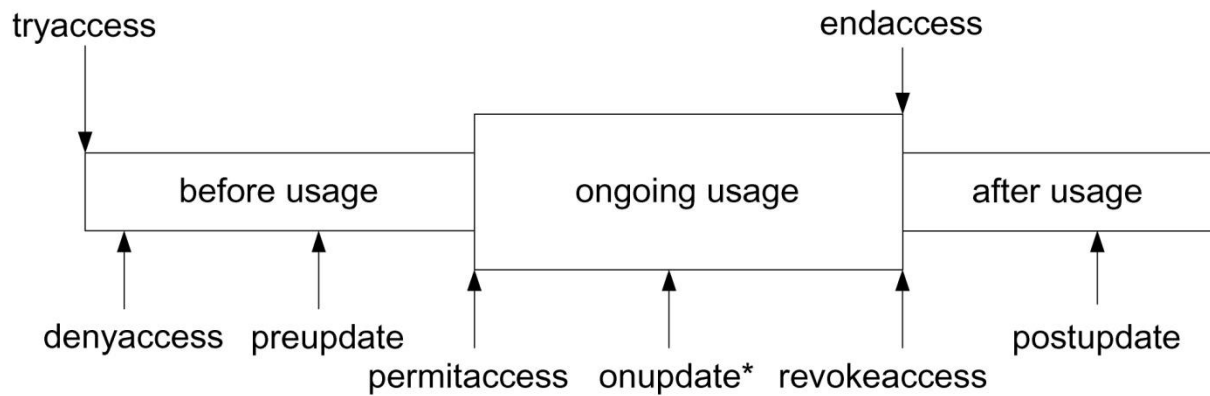 tryaccess
endaccess
before usage
ongoing usage
after usage
denyaccess
preupdate
postupdate
permitaccess
onupdate*
revokeaccess